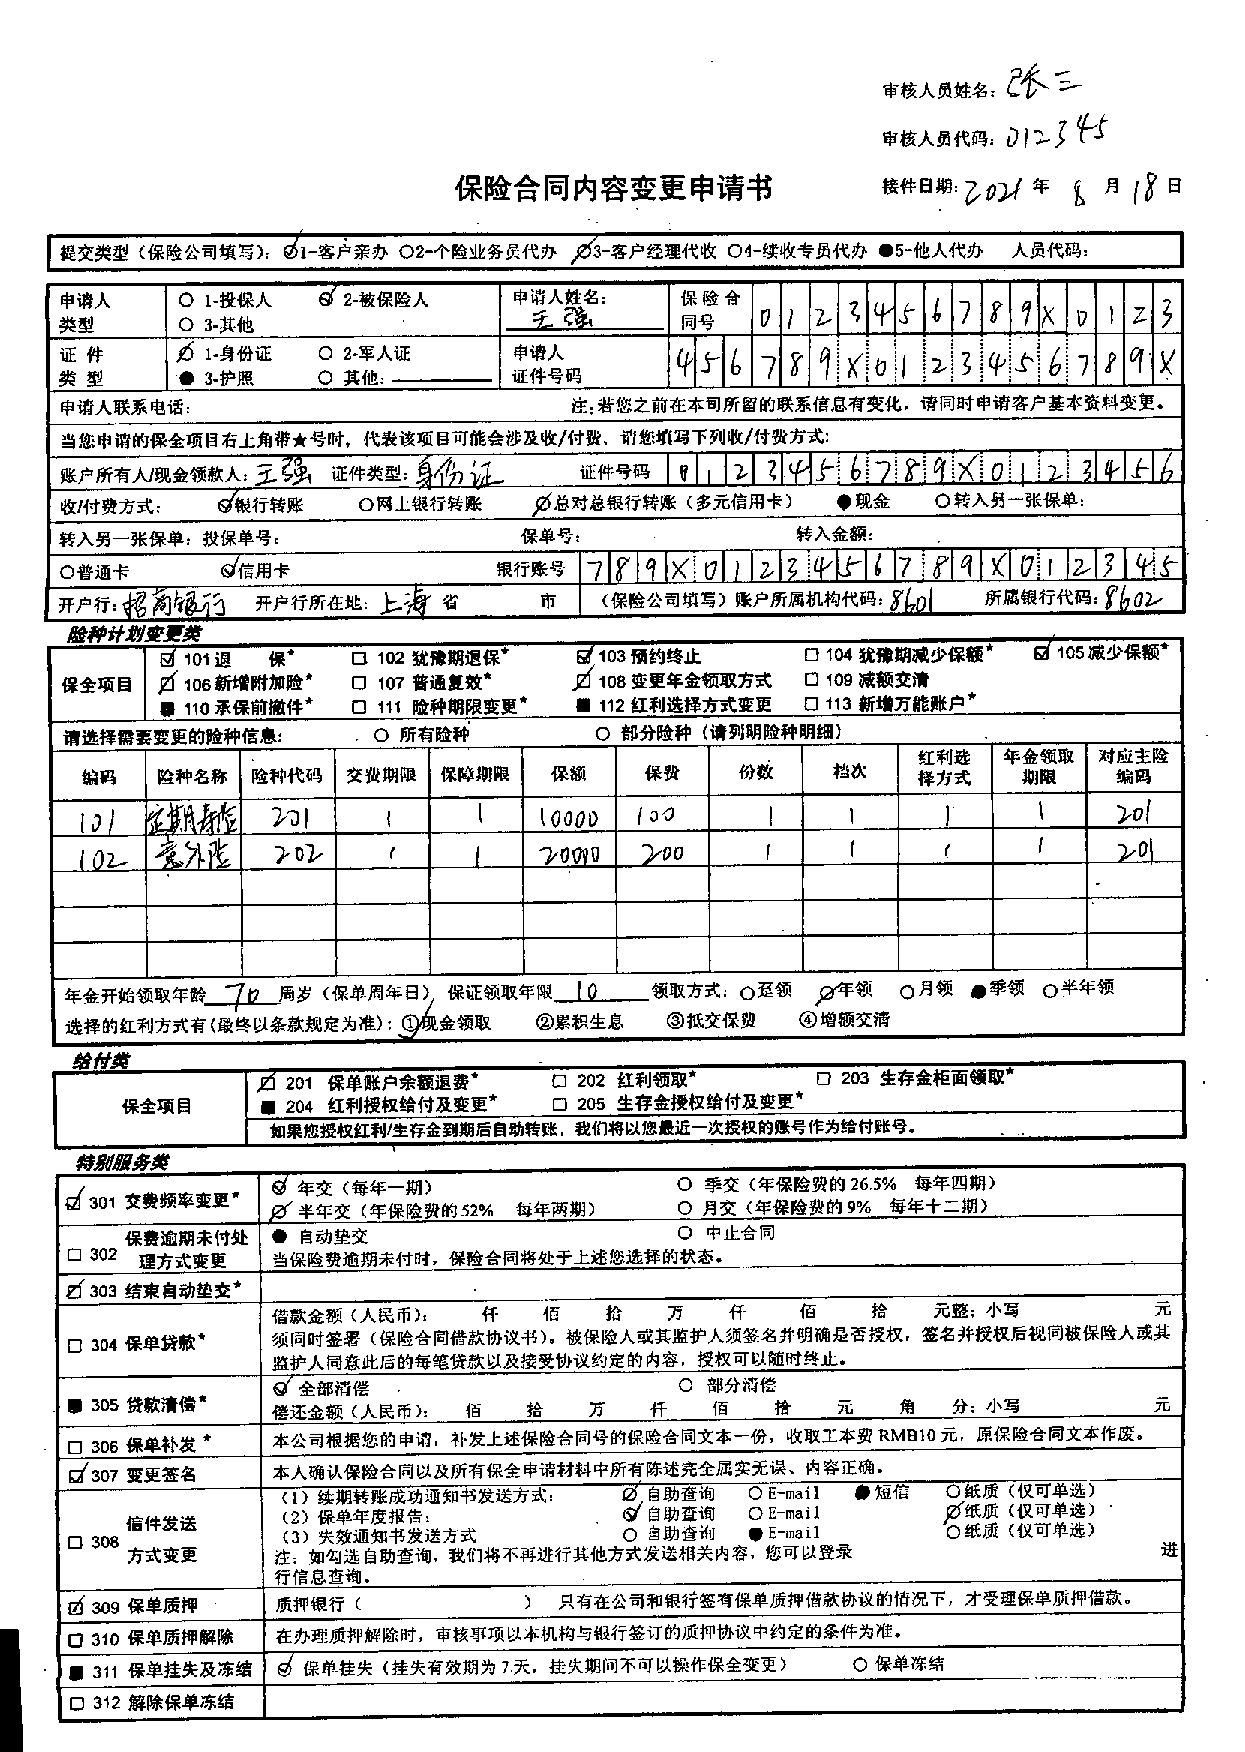 审核人员姓名：张三
审核人员代码：012345
保险合同内容变更申请书
接件日期：2021年8月18日
提交类型（保险公司填写）：1-客户亲办 ○2-个险业务员代办 3-客户经理代收 ○4-续收专员代办 ●5-他人代办 人员代码：
申请人类型 ○ 1-投保人 2-被保险人 ○ 3-其他 申请人姓名：王强 保险合同号 0123456789X0123
证件类型 1-身份证 ○ 2-军人证 ● 3-护照 ○ 其他： 申请人证件号码 456789X0123456789X
申请人联系电话： 注：若您之前在本司所留的联系信息有变化，请同时申请客户基本资料变更。
当您申请的保全项目右上角带★号时，代表该项目可能会涉及收/付费、请您填写下列收/付费方式：
账户所有人/现金领款人：王强 证件类型：身份证 证件号码 0123456789X0123456
收/付费方式： 银行转账 ○网上银行转账 总对总银行转账（多元信用卡） ●现金 ○转入另一张保单：
转入另一张保单：投保单号： 保单号： 转入金额：
○普通卡 信用卡 银行账号 789X0123456789X012345
开户行：招商银行 开户行所在地：上海省 市 （保险公司填写）账户所属机构代码：8601 所属银行代码：8602
险种计划变更类
保全项目
101退 保* □ 102 犹豫期退保* 103 预约终止 □ 104 犹豫期减少保额* 105减少保额*
106新增附加险* □ 107 普通复效* 108 变更年金领取方式 □ 109 减额交清
■ 110 承保前撤件* □ 111 险种期限变更* ■ 112 红利选择方式变更 □ 113 新增万能账户*
请选择需要变更的险种信息： ○ 所有险种 ○ 部分险种（请列明险种明细）
编码 险种名称 险种代码 交费期限 保障期限 保额 保费 份数 档次 红利选择方式 年金领取期限 对应主险编码
101 定期寿险 201 1 1 10000 100 1 1 1 1 201
102 意外险 202 1 1 20000 200 1 1 1 1 201
年金开始领取年龄 70 周岁（保单周年日）保证领取年限 10 领取方式：○趸领 年领 ○月领 ●季领 ○半年领
选择的红利方式有（最终以条款规定为准）：①现金领取 ②累积生息 ③抵交保费 ④增额交清
给付类
保全项目
201 保单账户余额退费* □ 202 红利领取* □ 203 生存金柜面领取*
■ 204 红利授权给付及变更* □ 205 生存金授权给付及变更*
如果您授权红利/生存金到期后自动转账，我们将以您最近一次授权的账号作为给付账号。
特别服务类
301 交费频率变更*
年交（每年一期） ○ 季交（年保险费的26.5% 每年四期）
半年交（年保险费的52% 每年两期） ○ 月交（年保险费的9% 每年十二期）
□ 302 保费逾期未付处理方式变更
● 自动垫交 ○ 中止合同
当保险费逾期未付时，保险合同将处于上述您选择的状态。
303 结束自动垫交*
□ 304 保单贷款*
借款金额（人民币）： 仟 佰 拾 万 仟 佰 拾 元整；小写 元
须同时签署（保险合同借款协议书）。被保险人或其监护人须签名并明确是否授权，签名并授权后视同被保险人或其
监护人同意此后的每笔贷款以及接受协议约定的内容，授权可以随时终止。
■ 305 贷款清偿*
全部清偿 ○ 部分清偿
偿还金额（人民币）： 佰 拾 万 仟 佰 拾 元 角 分；小写 元
□ 306 保单补发* 本公司根据您的申请，补发上述保险合同号的保险合同文本一份，收取工本费RMB10元，原保险合同文本作废。
307 变更签名 本人确认保险合同以及所有保全申请材料中所有陈述完全属实无误、内容正确。
□ 308 信件发送方式变更
（1）续期转账成功通知书发送方式： 自助查询 ○E-mail ●短信 ○纸质（仅可单选）
（2）保单年度报告： 自助查询 ○E-mail 纸质（仅可单选）
（3）失效通知书发送方式 ○ 自助查询 ●E-mail ○纸质（仅可单选）
注：如勾选自助查询，我们将不再进行其他方式发送相关内容，您可以登录 进
行信息查询。
309 保单质押 质押银行（ ） 只有在公司和银行签有保单质押借款协议的情况下，才受理保单质押借款。
□ 310 保单质押解除 在办理质押解除时，审核事项以本机构与银行签订的质押协议中约定的条件为准。
■ 311 保单挂失及冻结 保单挂失（挂失有效期为7天，挂失期间不可以操作保全变更） ○ 保单冻结
□ 312 解除保单冻结